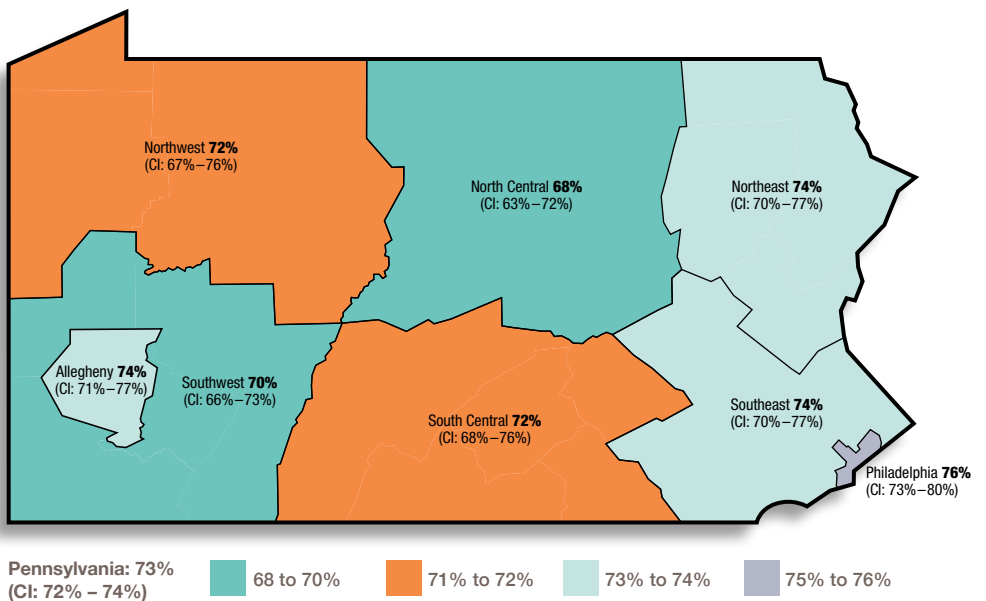 Northwest 72%
(CI: 67%–76%)
North Central 68%
(CI: 63%–72%)
Northeast 74%
(CI: 70%–77%)
Allegheny 74%
(CI: 71%–77%)
Southwest 70%
(CI: 66%–73%)
South Central 72%
(CI: 68%–76%)
Southeast 74%
(CI: 70%–77%)
Philadelphia 76%
(CI: 73%–80%)
Pennsylvania: 73%
(CI: 72% – 74%)
68 to 70%
71% to 72%
73% to 74%
75% to 76%